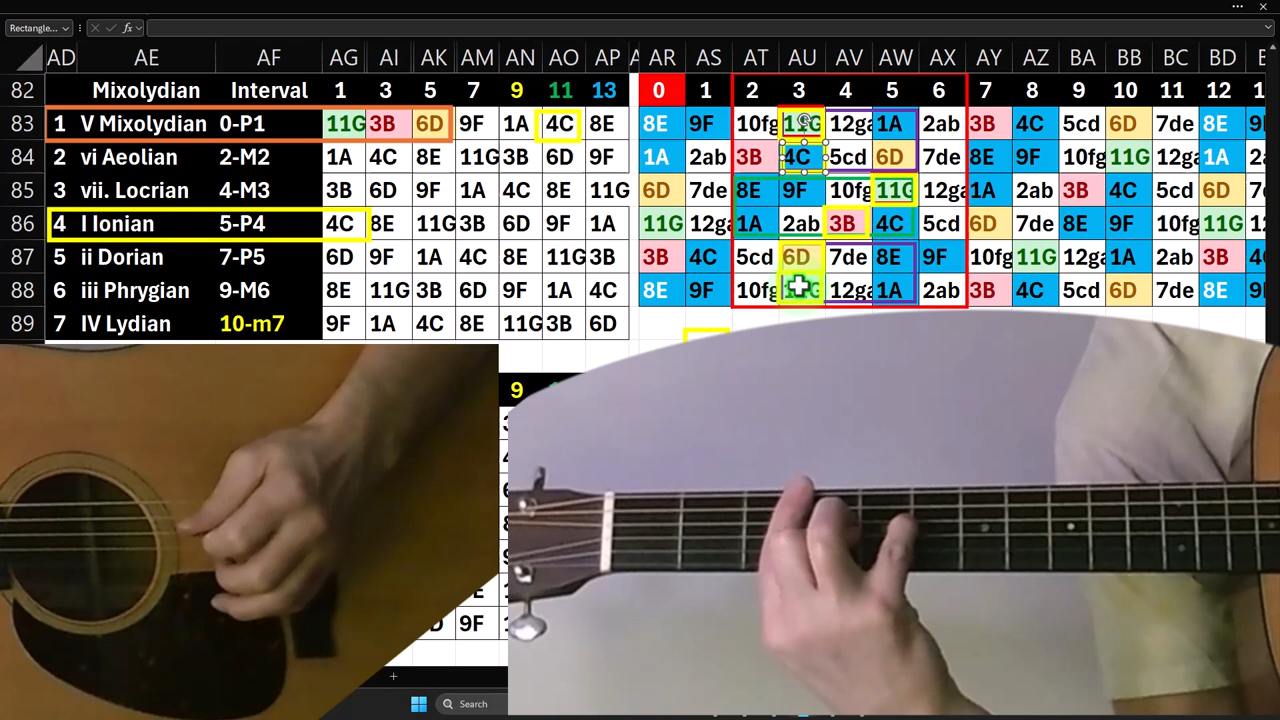 Rectangle... fx
AD AE AF AG AI AK AM AN AO AP AR AS AT AU AV AW AX AY AZ BA BB BC BD
82 Mixolydian Interval 1 3 5 7 9 11 13 0 1 2 3 4 5 6 7 8 9 10 11 12
83 1 V Mixolydian 0-P1 11G 3B 6D 9F 1A 4C 8E 8E 9F 10fg 11G 12ga 1A 2ab 3B 4C 5cd 6D 7de 8E 9F
84 2 vi Aeolian 2-M2 1A 4C 8E 11G 3B 6D 9F 1A 2ab 3B 4C 5cd 6D 7de 8E 9F 10fg 11G 12ga 1A 2ab
85 3 vii. Locrian 4-M3 3B 6D 9F 1A 4C 8E 11G 6D 7de 8E 9F 10fg 11G 12ga 1A 2ab 3B 4C 5cd 6D 7de
86 4 I Ionian 5-P4 4C 8E 11G 3B 6D 9F 1A 11G 12ga 1A 2ab 3B 4C 5cd 6D 7de 8E 9F 10fg 11G
87 5 ii Dorian 7-P5 6D 9F 1A 4C 8E 11G 3B 3B 4C 5cd 6D 7de 8E 9F 10fg 11G 12ga 1A 2ab 3B 4C
88 6 iii Phrygian 9-M6 8E 11G 3B 6D 9F 1A 4C 8E 9F 10fg 11G 12ga 1A 2ab 3B 4C 5cd 6D 7de 8E
89 7 IV Lydian 10-m7 9F 1A 4C 8E 11G 3B 6D
9
9F
Search